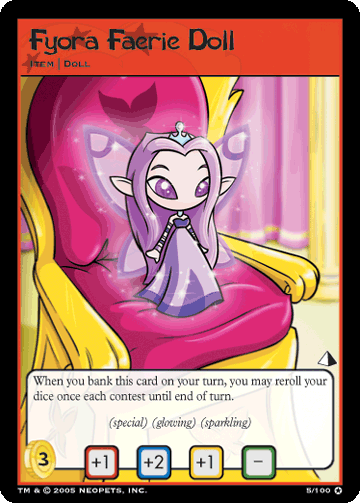 Fyora Faerie Doll
Item | Doll
When you bank this card on your turn, you may reroll your
dice once each contest until end of turn.
(special) (glowing) (sparkling)
3 +1 +2 +1 –
TM & © 2005 NEOPETS, INC. 5/100